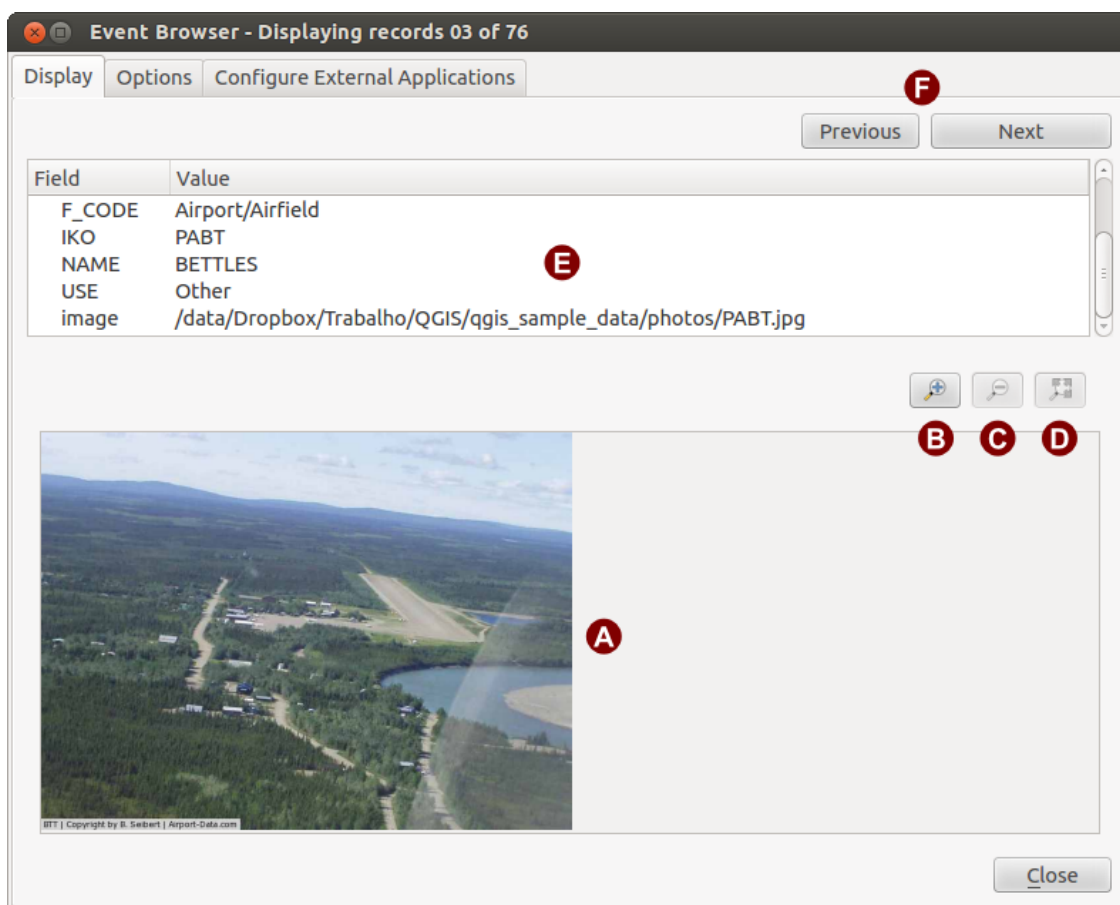 Event Browser - Displaying records 03 of 76
Display Options Configure External Applications
F
Previous Next
Field Value
F_CODE Airport/Airfield
IKO PABT
NAME BETTLES
E
USE Other
image /data/Dropbox/Trabalho/QGIS/qgis_sample_data/photos/PABT.jpg
B C D
A
BTT | Copyright by B. Seibert | Airport-Data.com
Close